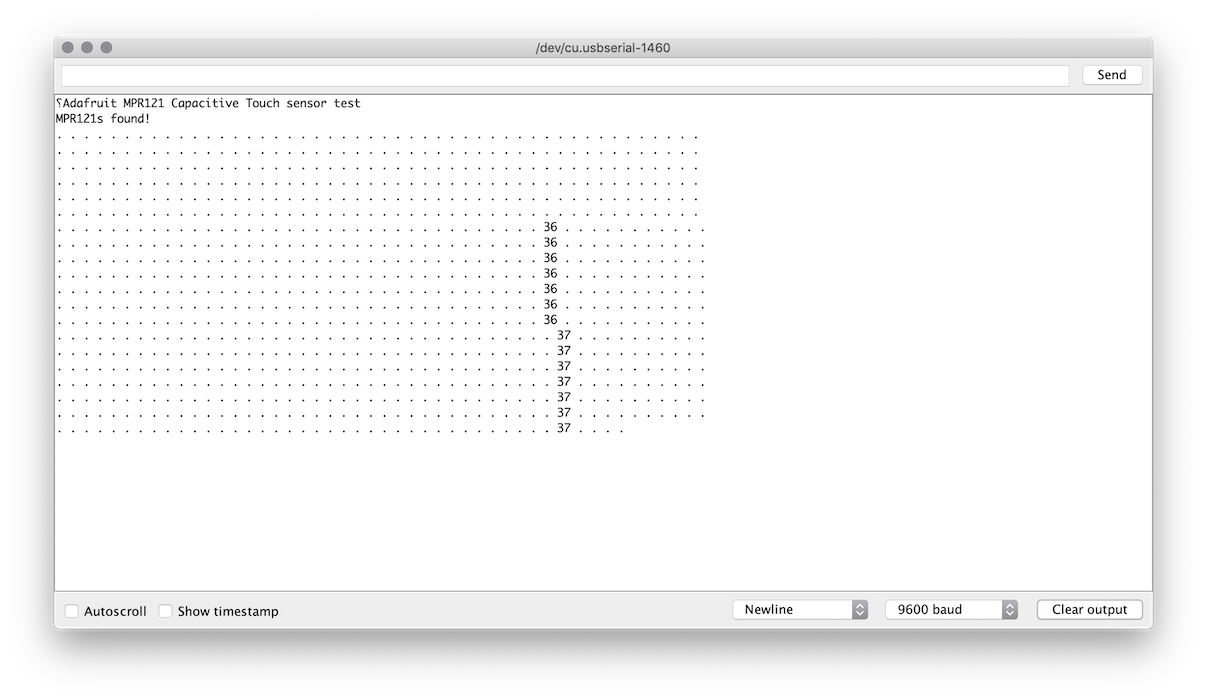 ⸮Adafruit MPR121 Capacitive Touch sensor test
MPR121s found!
. . . . . . . . . . . . . . . . . . . . . . . . . . . . . . . . . . . . . . . . . . . . . . . .
. . . . . . . . . . . . . . . . . . . . . . . . . . . . . . . . . . . . . . . . . . . . . . . .
. . . . . . . . . . . . . . . . . . . . . . . . . . . . . . . . . . . . . . . . . . . . . . . .
. . . . . . . . . . . . . . . . . . . . . . . . . . . . . . . . . . . . . . . . . . . . . . . .
. . . . . . . . . . . . . . . . . . . . . . . . . . . . . . . . . . . . . . . . . . . . . . . .
. . . . . . . . . . . . . . . . . . . . . . . . . . . . . . . . . . . . . . . . . . . . . . . .
. . . . . . . . . . . . . . . . . . . . . . . . . . . . . . . . . . . . 36 . . . . . . . . . . .
. . . . . . . . . . . . . . . . . . . . . . . . . . . . . . . . . . . . 36 . . . . . . . . . . .
. . . . . . . . . . . . . . . . . . . . . . . . . . . . . . . . . . . . 36 . . . . . . . . . . .
. . . . . . . . . . . . . . . . . . . . . . . . . . . . . . . . . . . . 36 . . . . . . . . . . .
. . . . . . . . . . . . . . . . . . . . . . . . . . . . . . . . . . . . 36 . . . . . . . . . . .
. . . . . . . . . . . . . . . . . . . . . . . . . . . . . . . . . . . . 36 . . . . . . . . . . .
. . . . . . . . . . . . . . . . . . . . . . . . . . . . . . . . . . . . 36 . . . . . . . . . . .
. . . . . . . . . . . . . . . . . . . . . . . . . . . . . . . . . . . . . 37 . . . . . . . . . .
. . . . . . . . . . . . . . . . . . . . . . . . . . . . . . . . . . . . . 37 . . . . . . . . . .
. . . . . . . . . . . . . . . . . . . . . . . . . . . . . . . . . . . . . 37 . . . . . . . . . .
. . . . . . . . . . . . . . . . . . . . . . . . . . . . . . . . . . . . . 37 . . . . . . . . . .
. . . . . . . . . . . . . . . . . . . . . . . . . . . . . . . . . . . . . 37 . . . . . . . . . .
. . . . . . . . . . . . . . . . . . . . . . . . . . . . . . . . . . . . . 37 . . . . . . . . . .
. . . . . . . . . . . . . . . . . . . . . . . . . . . . . . . . . . . . . 37 . . . .
/dev/cu.usbserial-1460
Send
Autoscroll
Show timestamp
Newline
9600 baud
Clear output